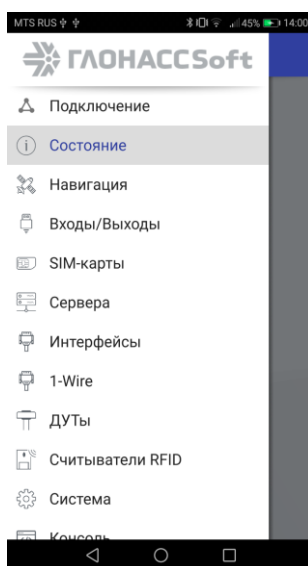 MTS RUS 45% 14:00
ГЛОНАССSoft
Подключение
Состояние
Навигация
Входы/Выходы
SIM-карты
Сервера
Интерфейсы
1-Wire
ДУТы
Считыватели RFID
Система
Консоль